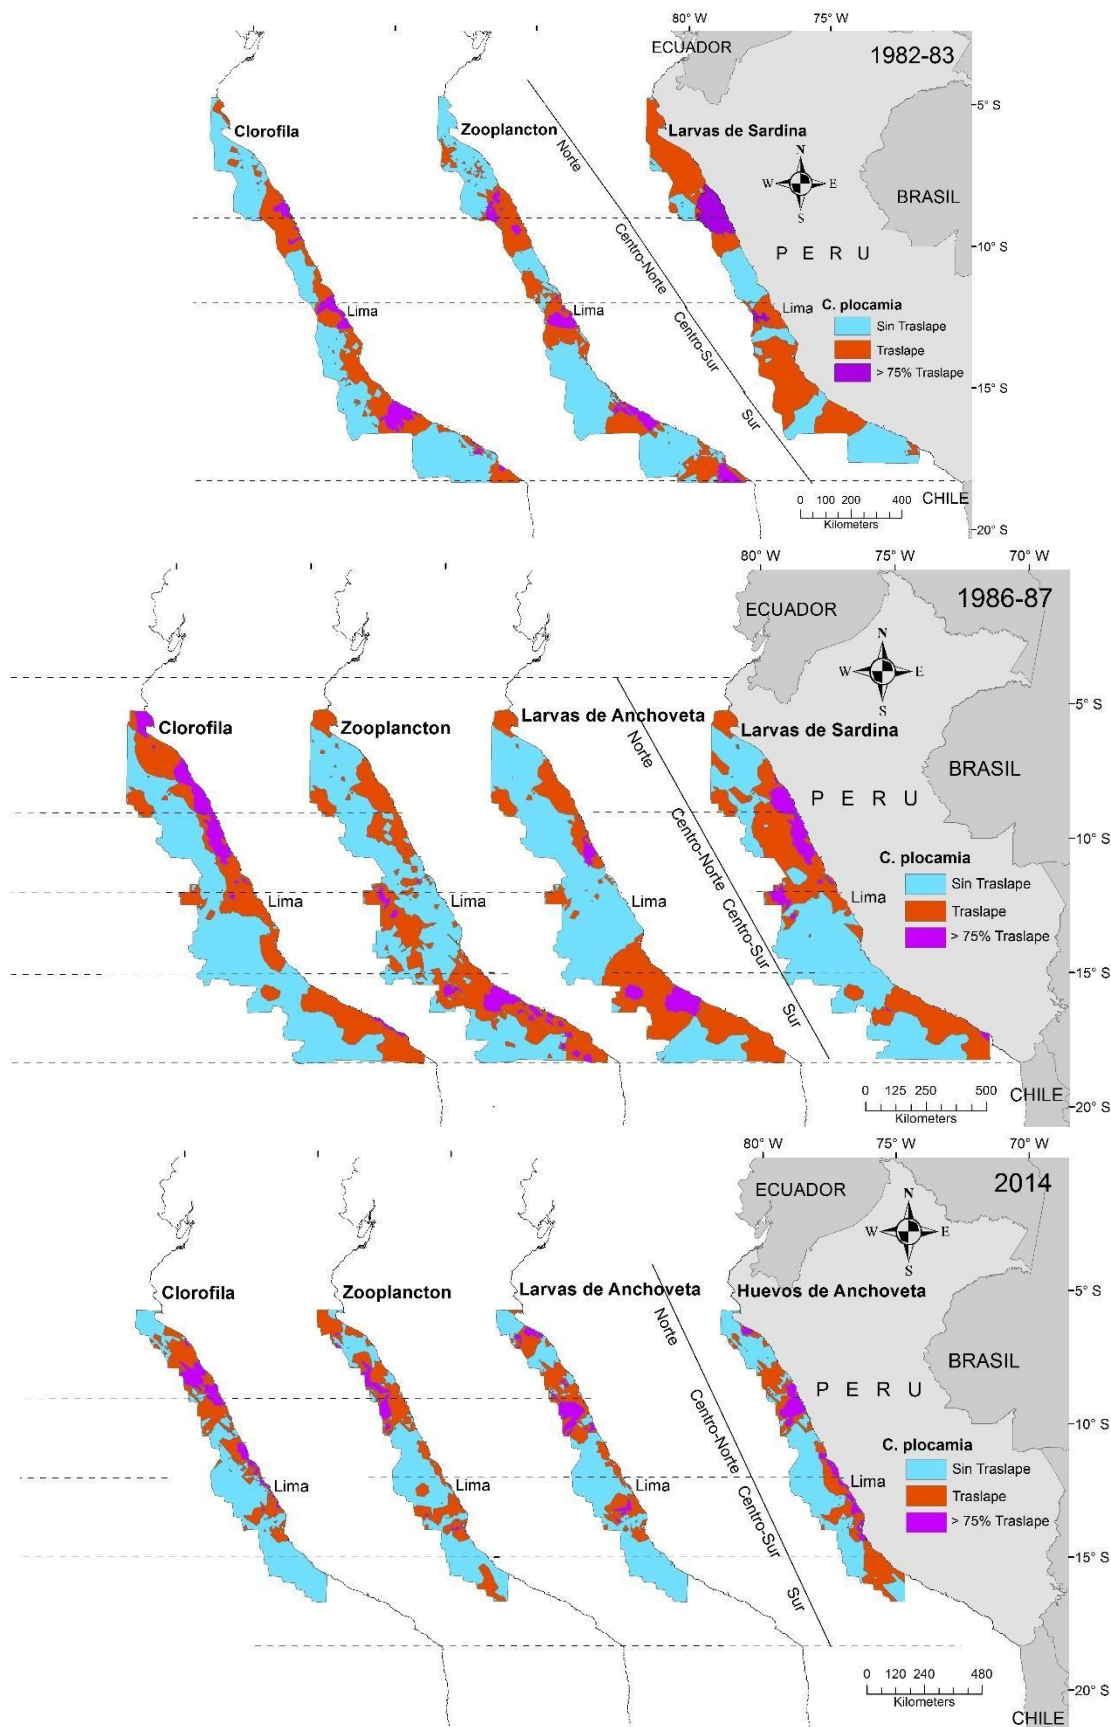 80° W 75° W
ECUADOR
1982-83
5° S
Clorofila
Zooplancton
Larvas de Sardina
Norte
N
W E
S
BRASIL
Centro-Norte
P E R U
10° S
Lima
Lima
Lima
C. plocamia
Sin Traslape
Traslape
> 75% Traslape
Centro-Sur
15° S
Sur
0 100 200 400
Kilometers
CHILE
20° S
80° W 75° W 70° W
ECUADOR
1986-87
N
W E
S
5° S
Clorofila
Zooplancton
Larvas de Anchoveta
Larvas de Sardina
Norte
BRASIL
P E R U
10° S
Centro-Norte
C. plocamia
Sin Traslape
Traslape
> 75% Traslape
Lima
Lima
Lima
Lima
Centro-Sur
15° S
Sur
0 125 250 500
Kilometers
CHILE
20° S
80° W 75° W 70° W
ECUADOR
2014
N
W E
S
Clorofila
Zooplancton
Larvas de Anchoveta
Huevos de Anchoveta
5° S
Norte
BRASIL
P E R U
10° S
Centro-Norte
C. plocamia
Sin Traslape
Traslape
> 75% Traslape
Lima
Lima
Lima
Lima
Centro-Sur
15° S
Sur
0 120 240 480
Kilometers
20° S
CHILE